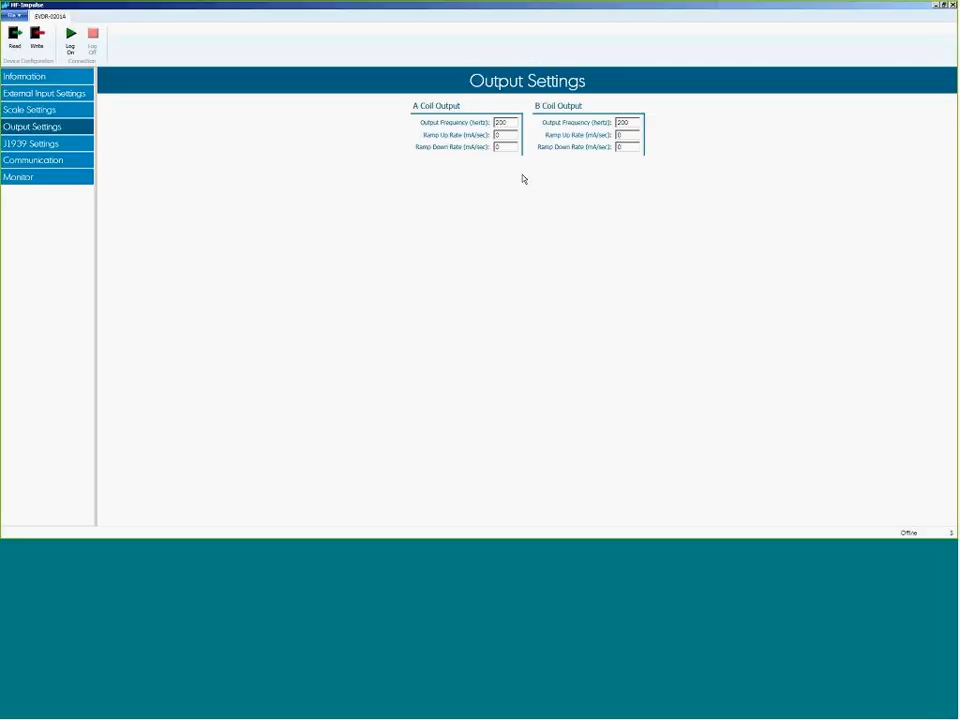 HF-Impulse
File
EVDR-0201A
Read
Write
Log On
Log Off
Device Configuration
Connection
Information
External Input Settings
Scale Settings
Output Settings
J1939 Settings
Communication
Monitor
Output Settings
A Coil Output
Output Frequency (hertz): 200
Ramp Up Rate (mA/sec): 0
Ramp Down Rate (mA/sec): 0
B Coil Output
Output Frequency (hertz): 200
Ramp Up Rate (mA/sec): 0
Ramp Down Rate (mA/sec): 0
Offline